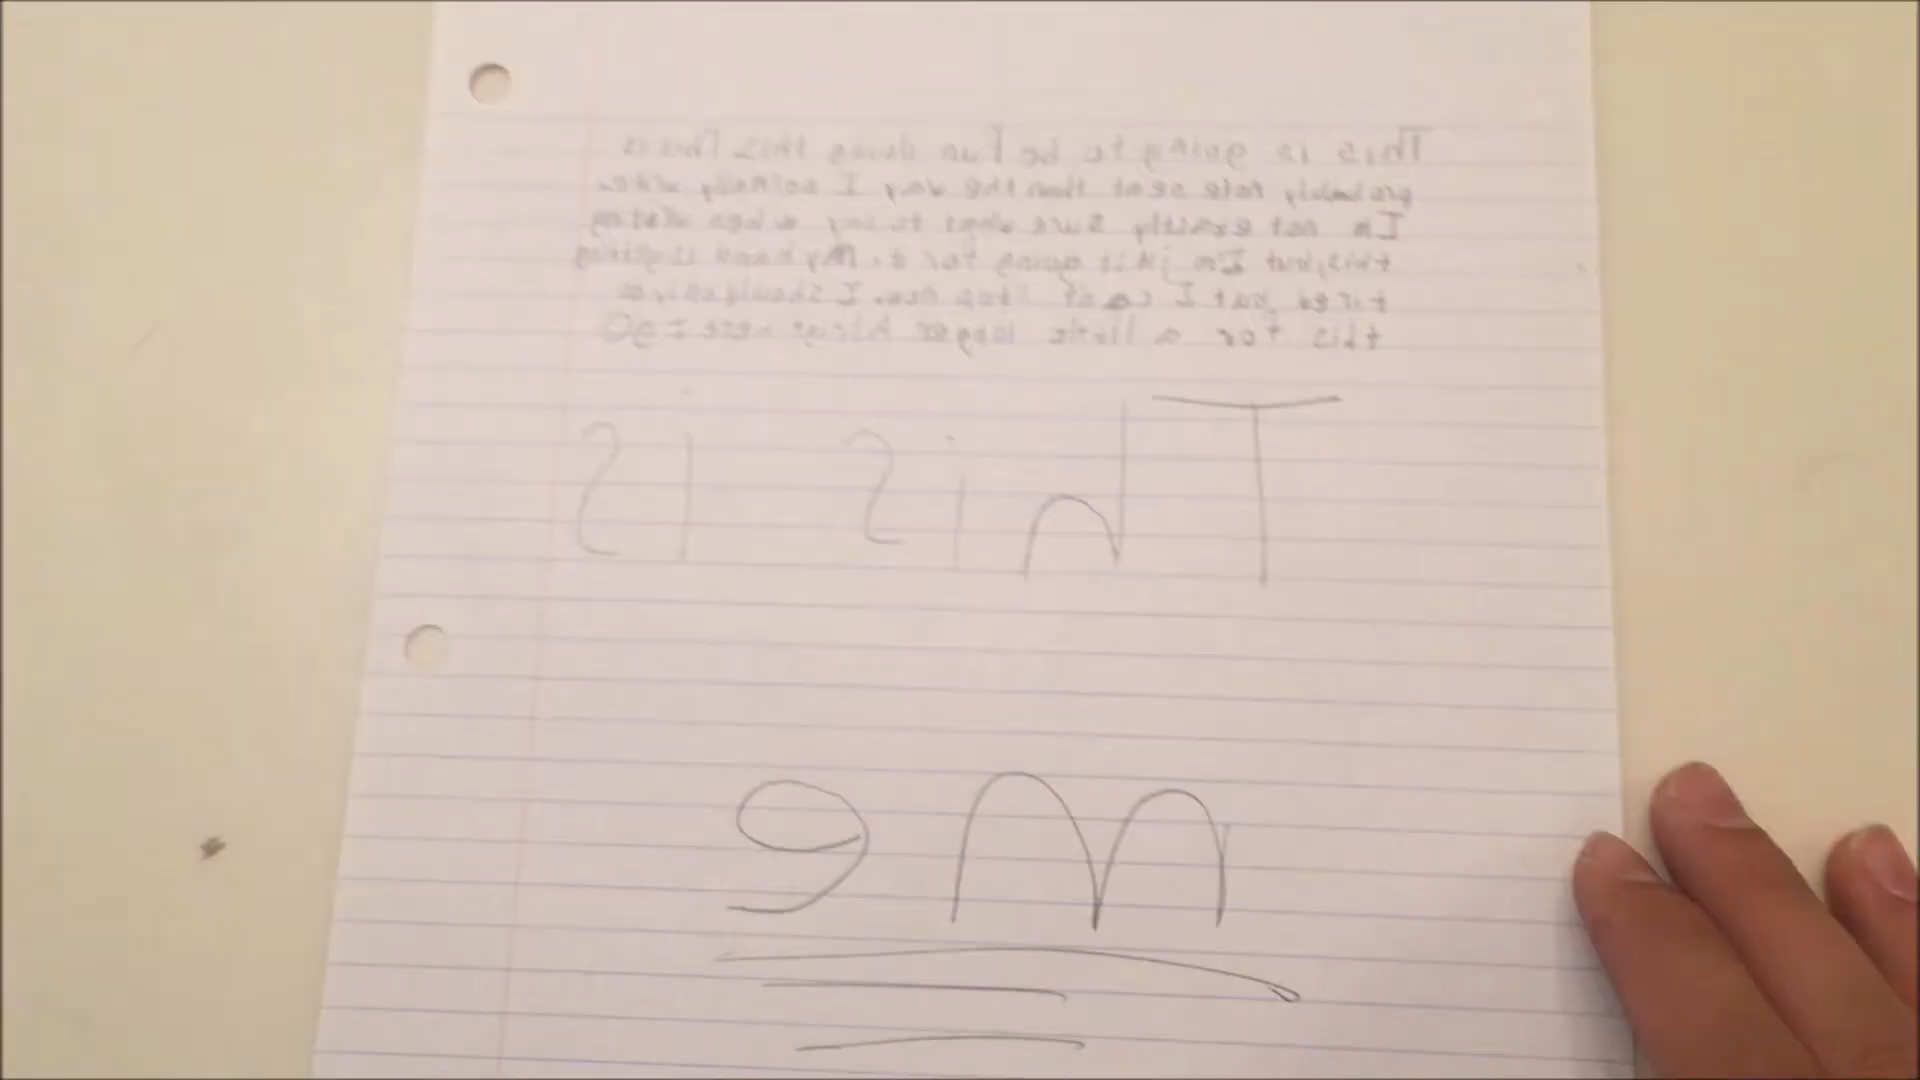 This is going to be fun doing this This is
probably more neat than the way I normally write.
I'm not exactly sure what to say when writing
this, but I'm just going for it. My hand is getting
tired but I can't stop now. I should
this for a little longer
This is
me